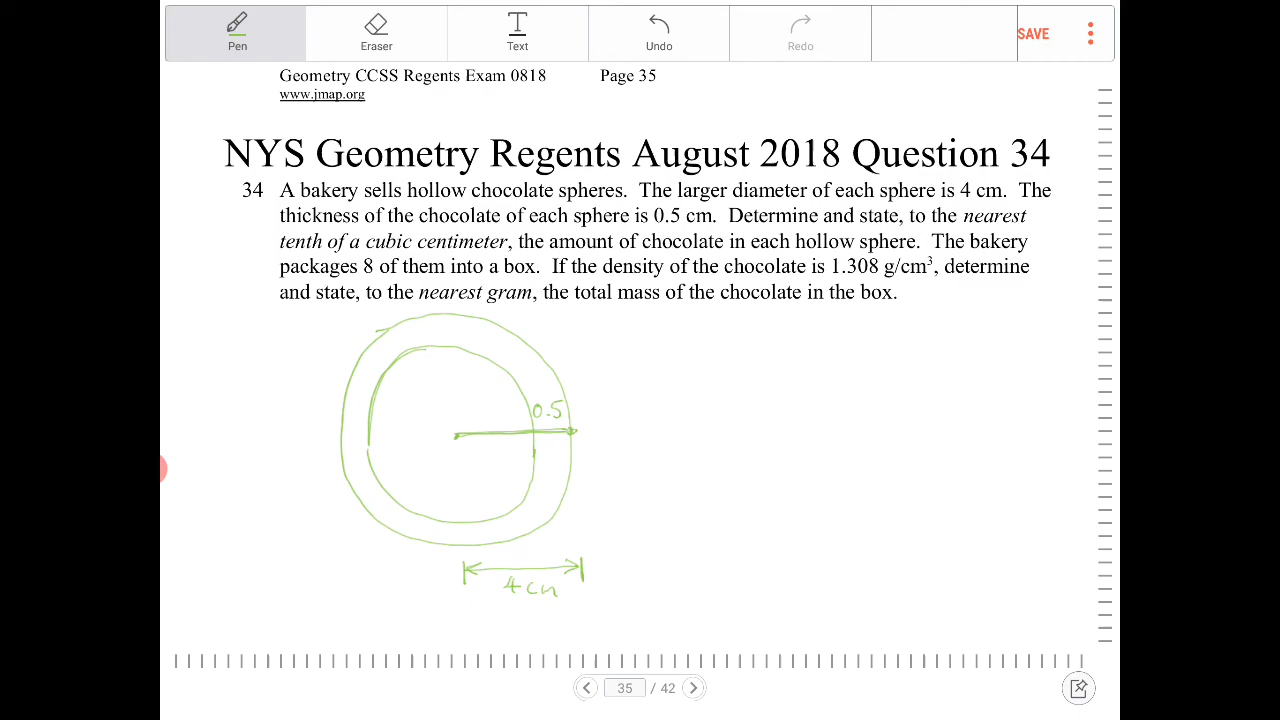 Pen
Eraser
Text
Undo
Redo
SAVE
Geometry CCSS Regents Exam 0818 Page 35
www.jmap.org
NYS Geometry Regents August 2018 Question 34
34 A bakery sells hollow chocolate spheres. The larger diameter of each sphere is 4 cm. The
thickness of the chocolate of each sphere is 0.5 cm. Determine and state, to the nearest
tenth of a cubic centimeter, the amount of chocolate in each hollow sphere. The bakery
packages 8 of them into a box. If the density of the chocolate is 1.308 g/cm³, determine
and state, to the nearest gram, the total mass of the chocolate in the box.
0.5
4cm
35 / 42